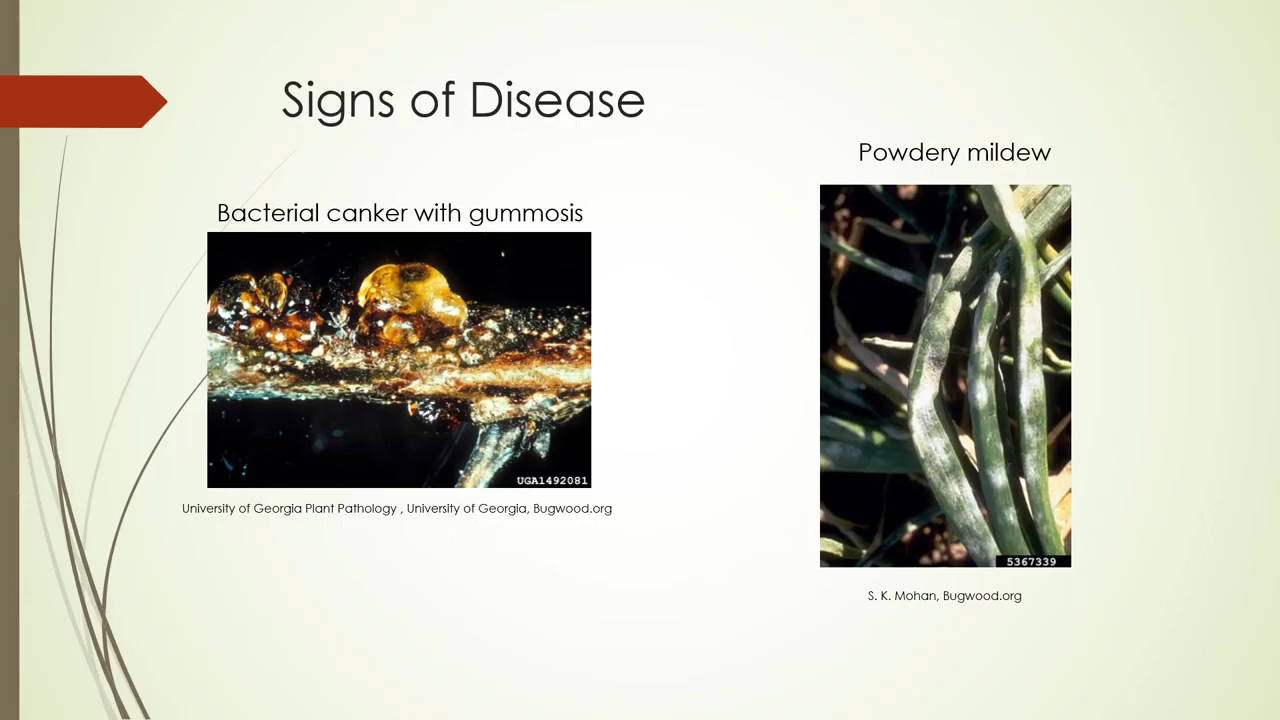 Signs of Disease
Bacterial canker with gummosis
UGA1492081
University of Georgia Plant Pathology , University of Georgia, Bugwood.org
Powdery mildew
5367339
S. K. Mohan, Bugwood.org